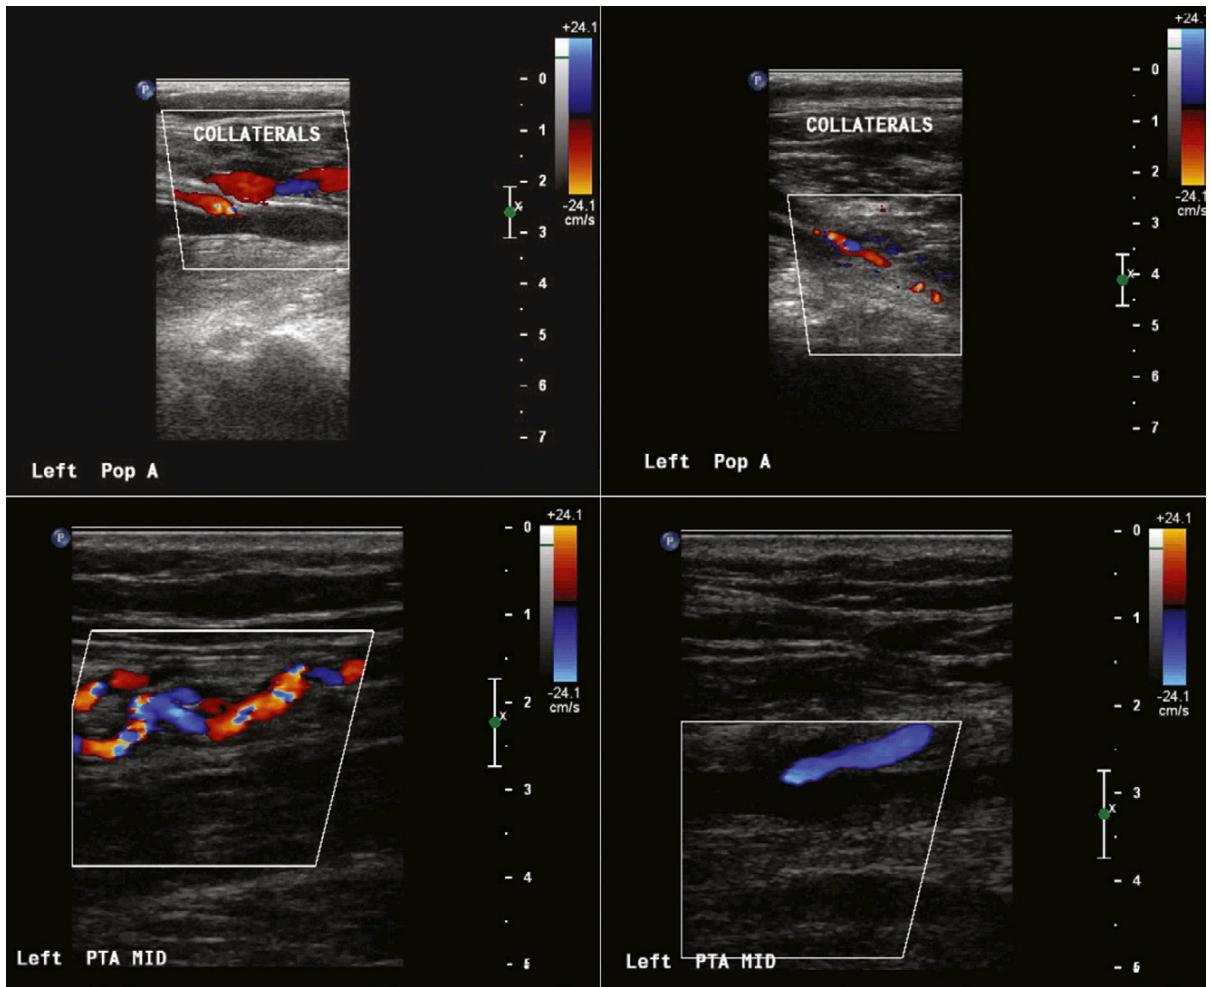 +24.1
P
0
COLLATERALS
1
2
x
-24.1
cm/s
3
4
5
6
7
Left Pop A
+24.1
P
0
COLLATERALS
1
2
-24.1
cm/s
3
x
4
5
6
7
Left Pop A
+24.1
P
0
1
-24.1
cm/s
2
x
3
4
Left PTA MID
+24.1
P
0
1
-24.1
cm/s
2
3
x
4
Left PTA MID